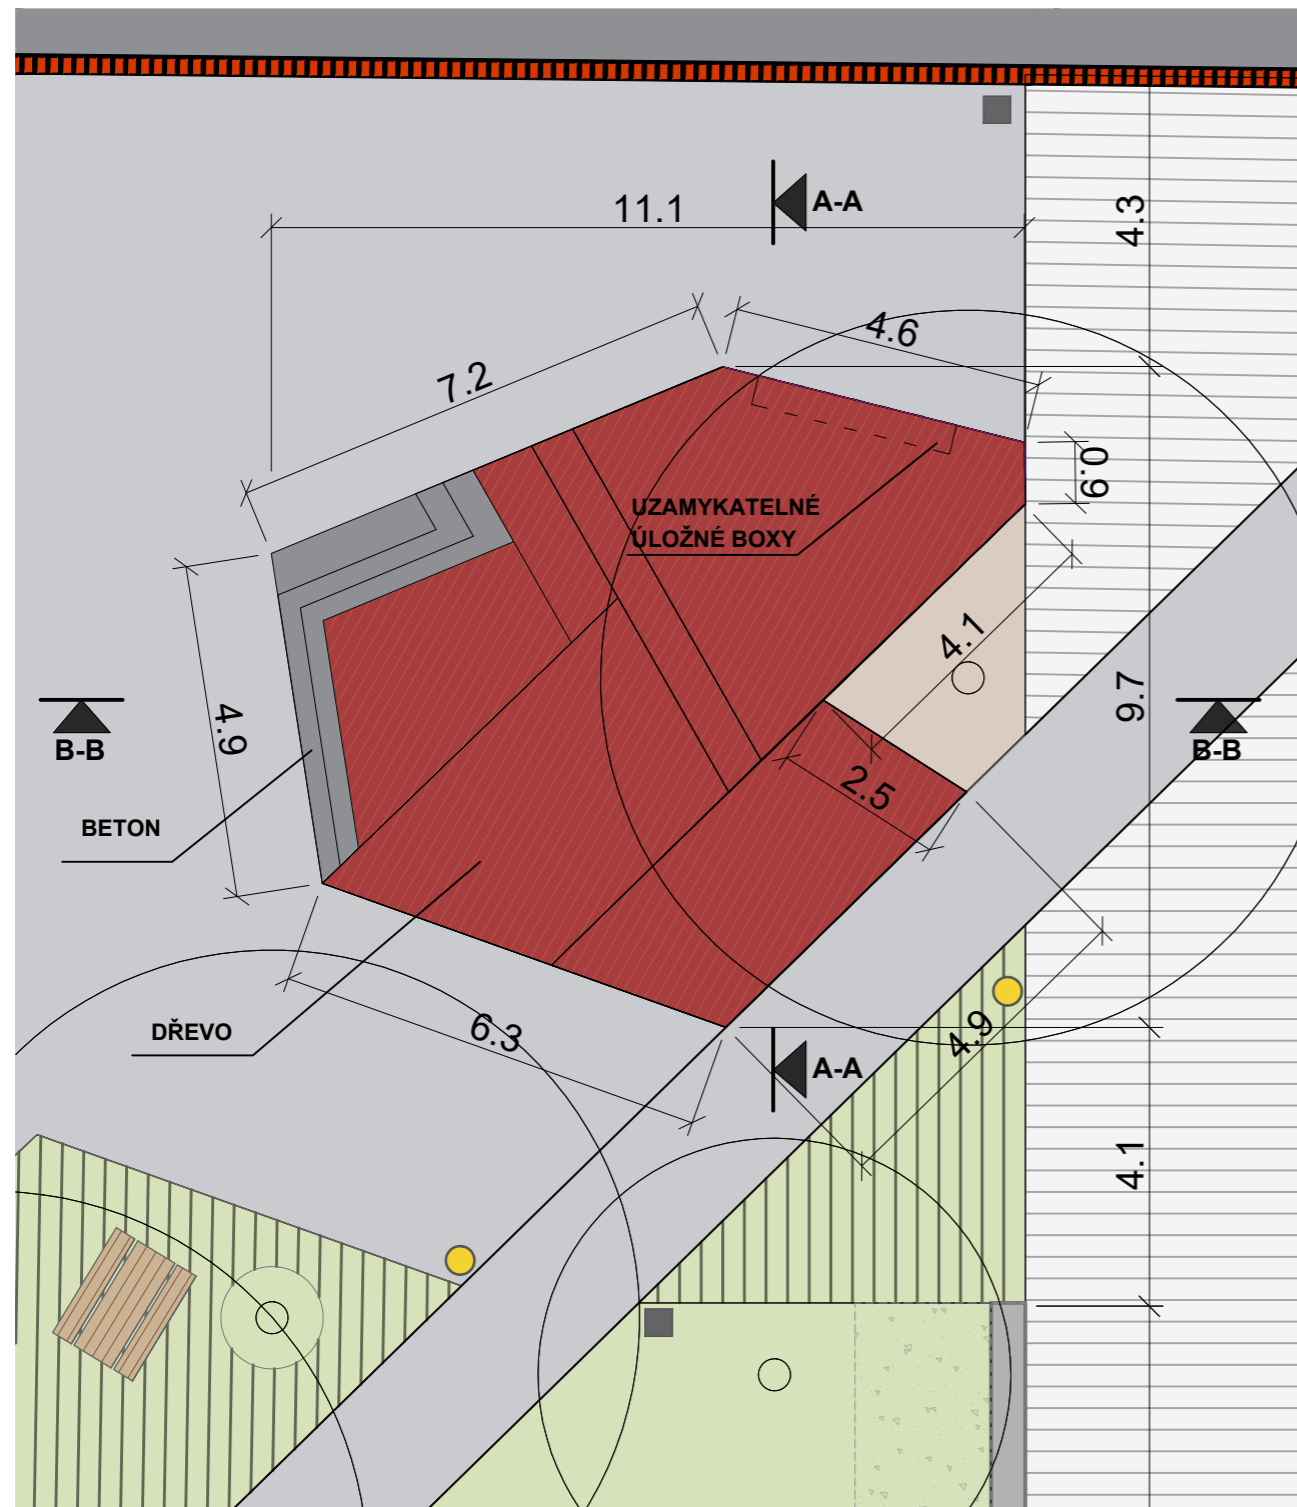 4.3
11.1
A-A
4.6
7.2
0.9
UZAMYKATELNÉ
ÚLOŽNÉ BOXY
4.1
9.7
4.9
B-B
B-B
2.5
BETON
DŘEVO
6.3
4.9
A-A
4.1